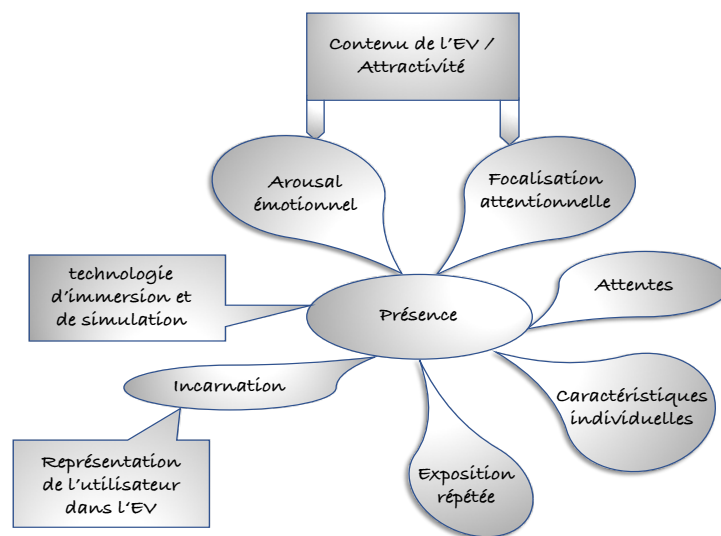 Contenu de l'EV /
Attractivité
Arousal
émotionnel
Focalisation
attentionnelle
technologie
d'immersion et
de simulation
Attentes
Présence
Incarnation
Caractéristiques
individuelles
Représentation
de l'utilisateur
dans l'EV
Exposition
répétée